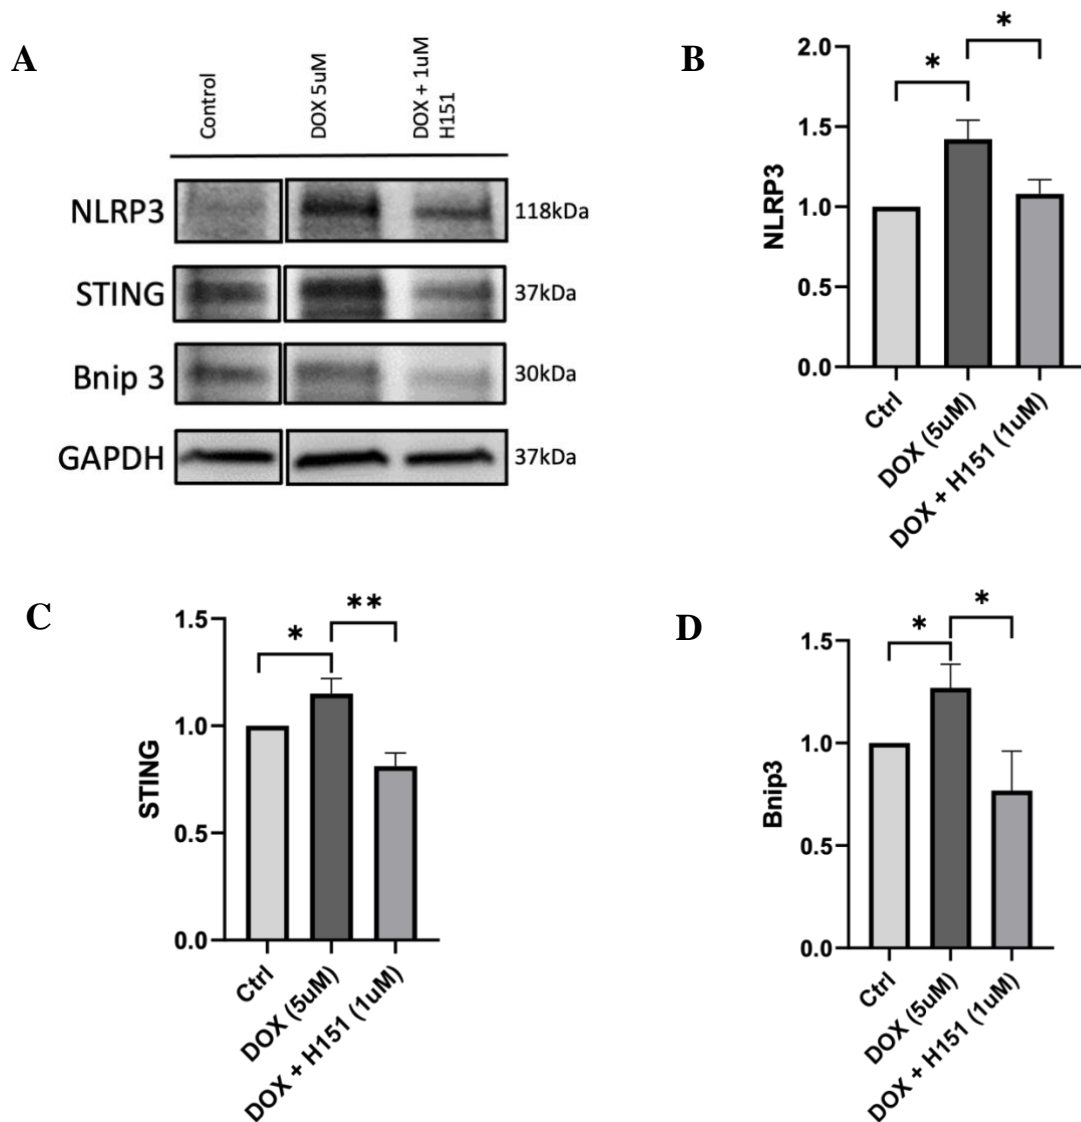 A
Control
DOX 5uM
DOX + 1uM
H151
NLRP3
118kDa
STING
37kDa
Bnip 3
30kDa
GAPDH
37kDa
B
*
*
2.0
1.5
1.0
0.5
0.0
NLRP3
Ctrl
DOX (5uM)
DOX + H151 (1uM)
C
*
**
1.5
1.0
0.5
0.0
STING
Ctrl
DOX (5uM)
DOX + H151 (1uM)
D
*
*
1.5
1.0
0.5
0.0
Bnip3
Ctrl
DOX (5uM)
DOX + H151 (1uM)